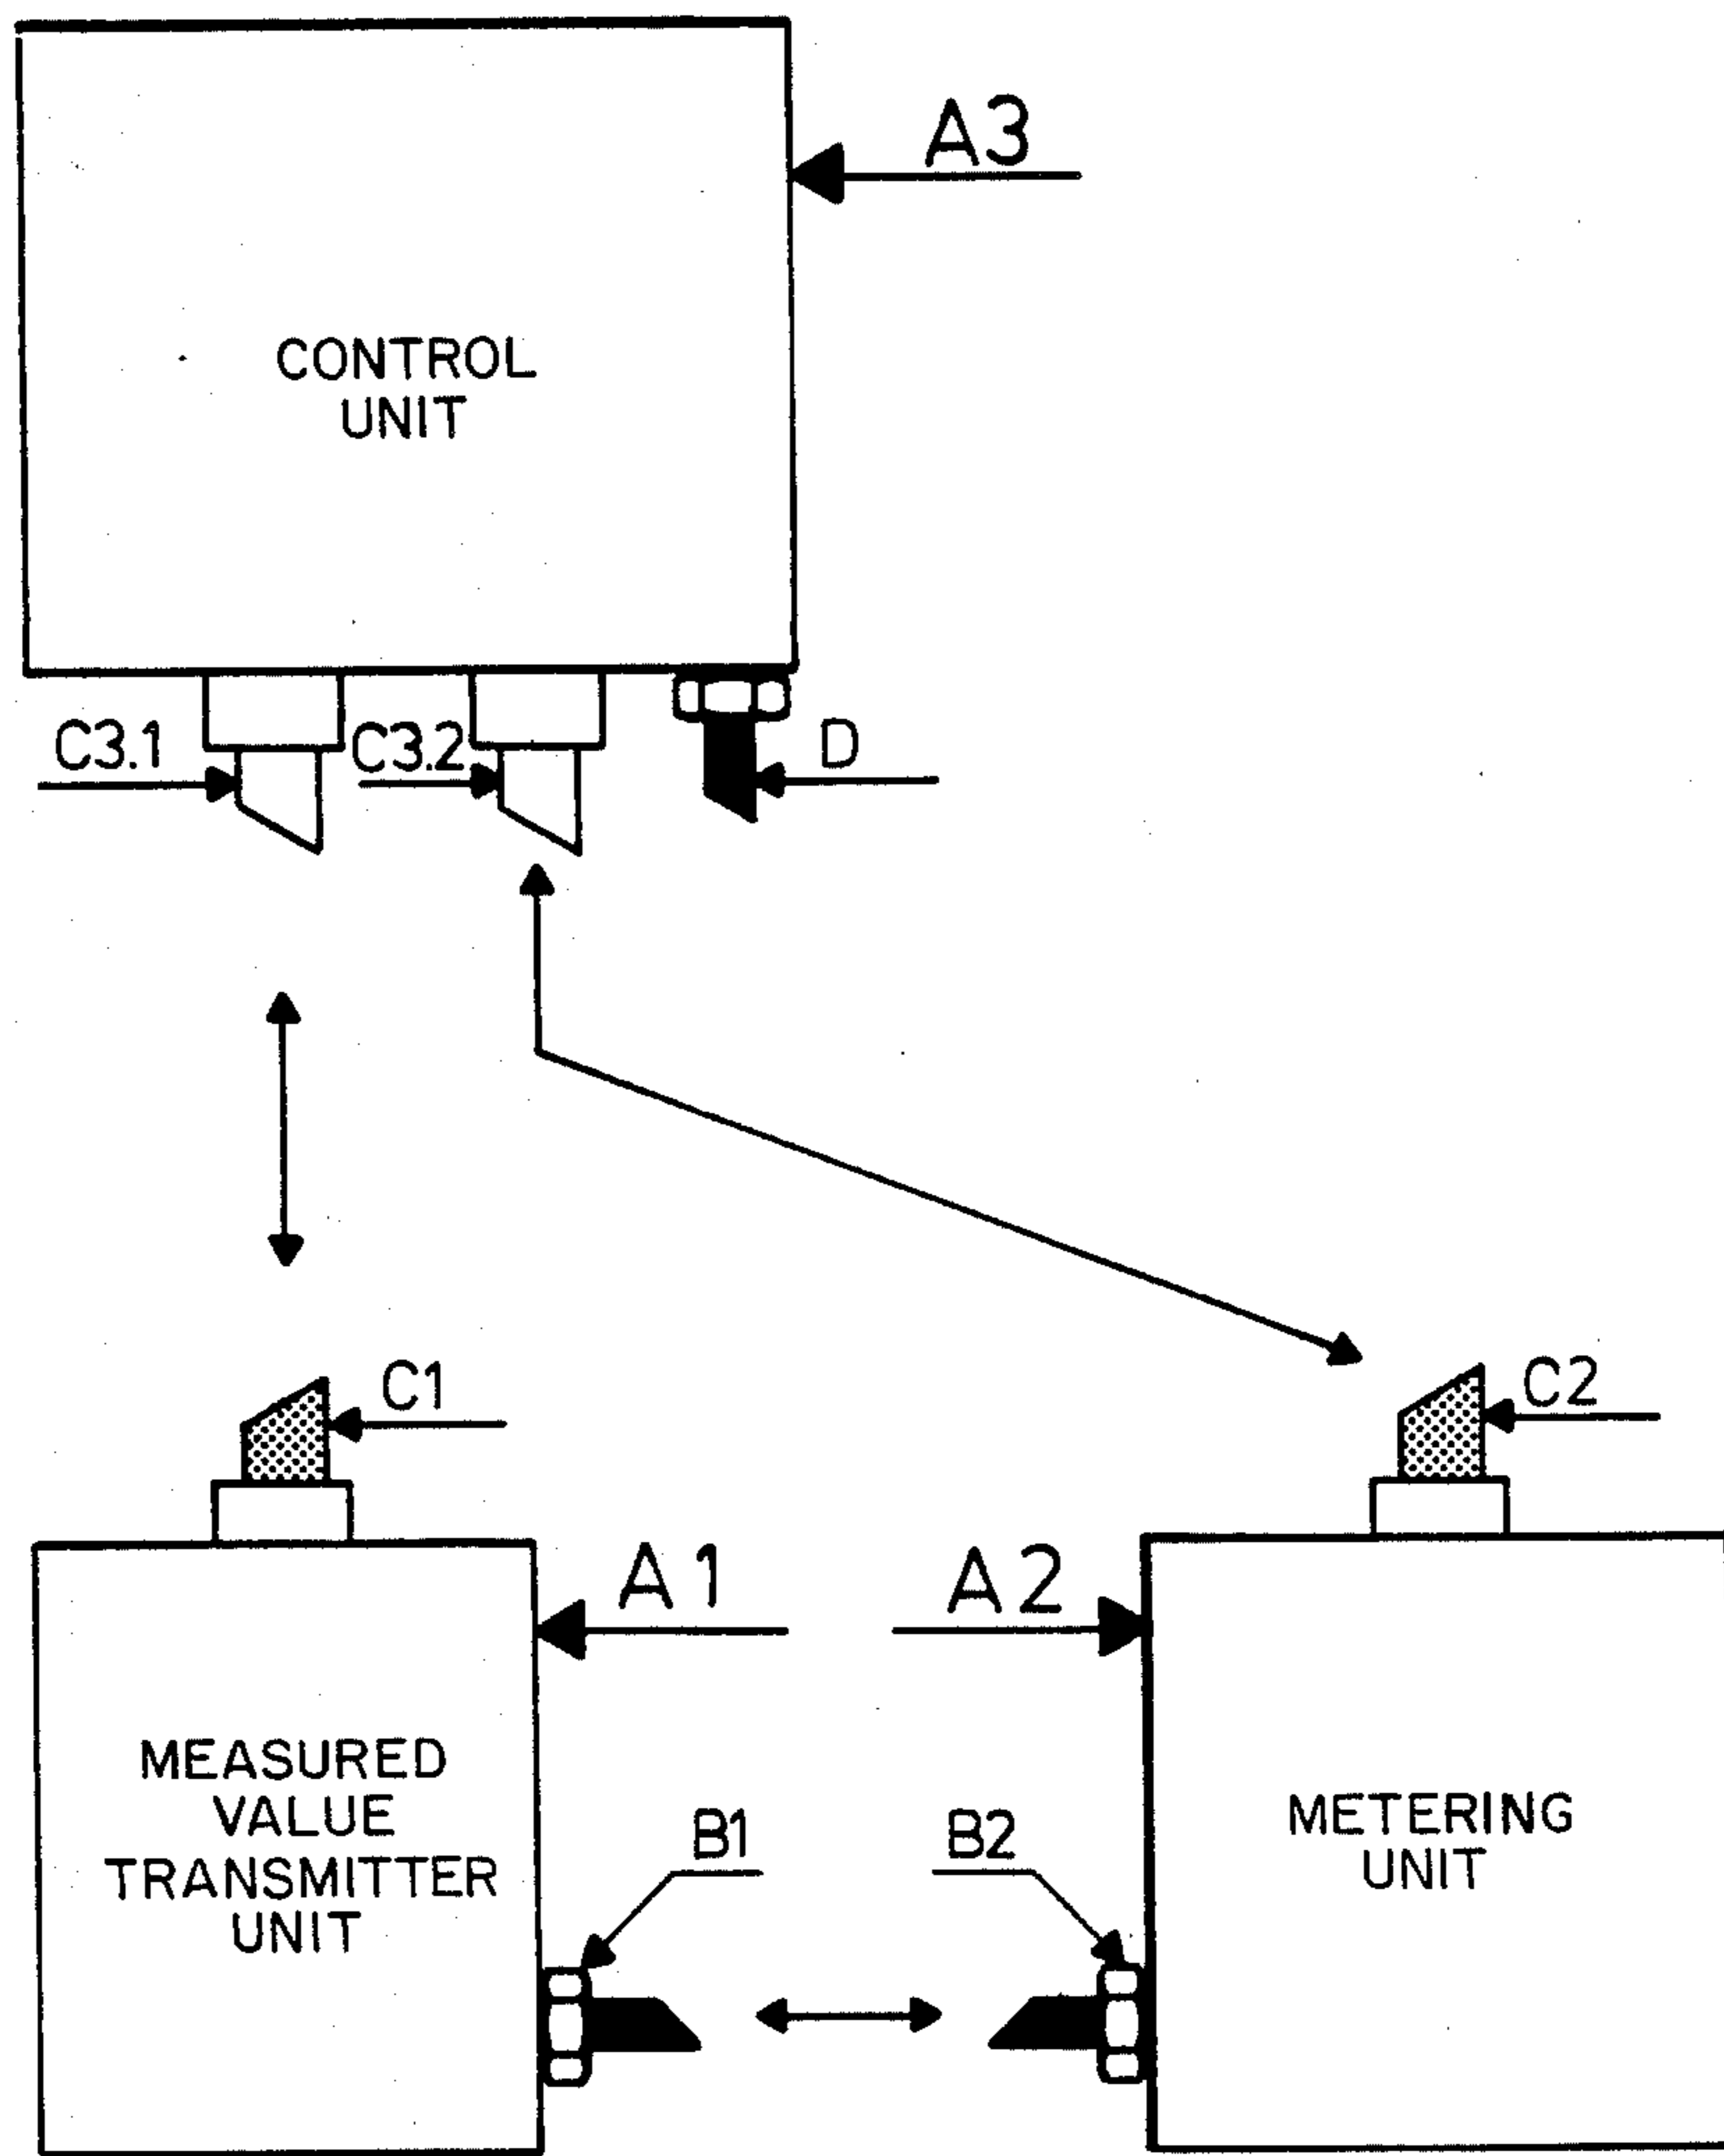 A3
CONTROL
UNIT
C3.1
C3.2
D
C1
C2
A1
A2
MEASURED
VALUE
TRANSMITTER
UNIT
B1
B2
METERING
UNIT